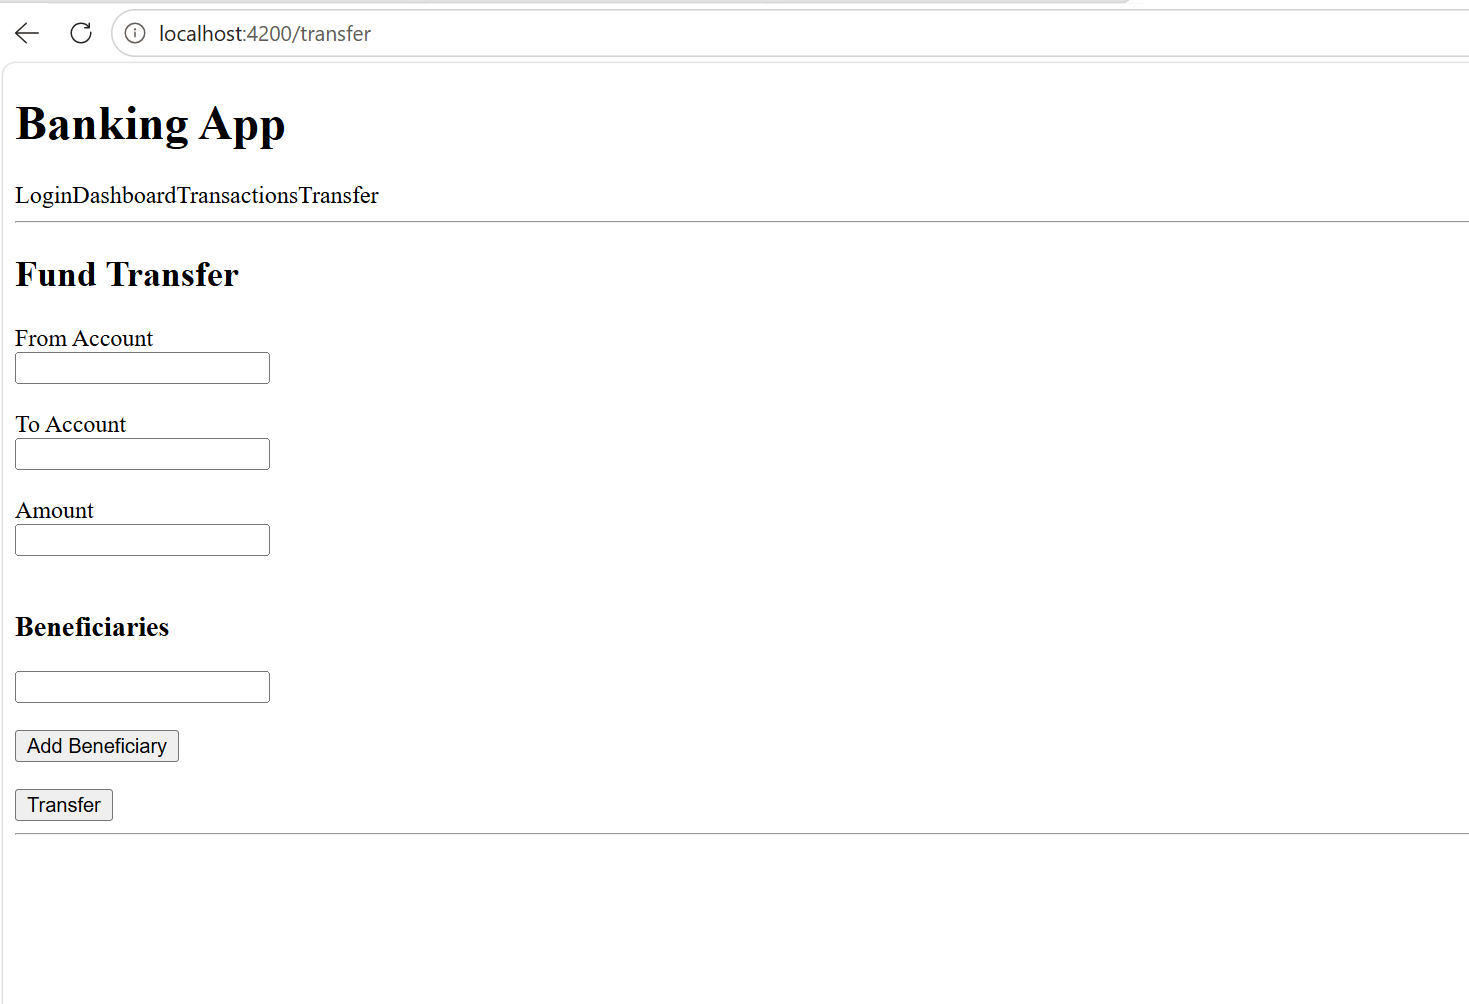 localhost:4200/transfer
Banking App
LoginDashboardTransactionsTransfer
Fund Transfer
From Account
To Account
Amount
Beneficiaries
Add Beneficiary
Transfer